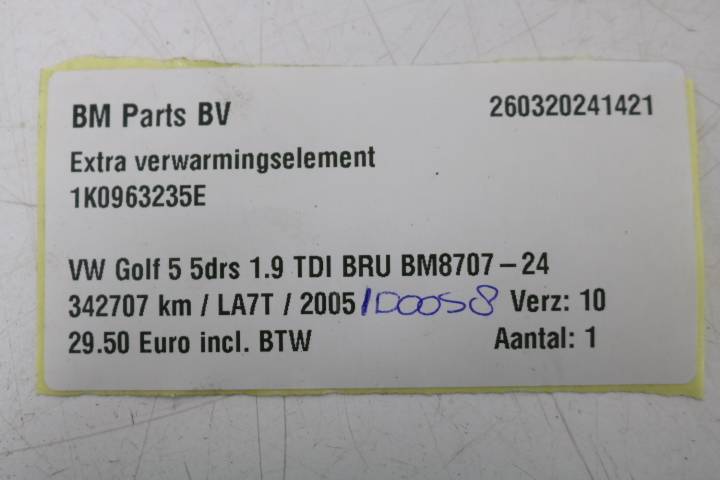 BM Parts BV 260320241421
Extra verwarmingselement
1K0963235E
VW Golf 5 5drs 1.9 TDI BRU BM8707-24
342707 km / LA7T / 2005 /D0058 Verz: 10
29.50 Euro incl. BTW Aantal: 1